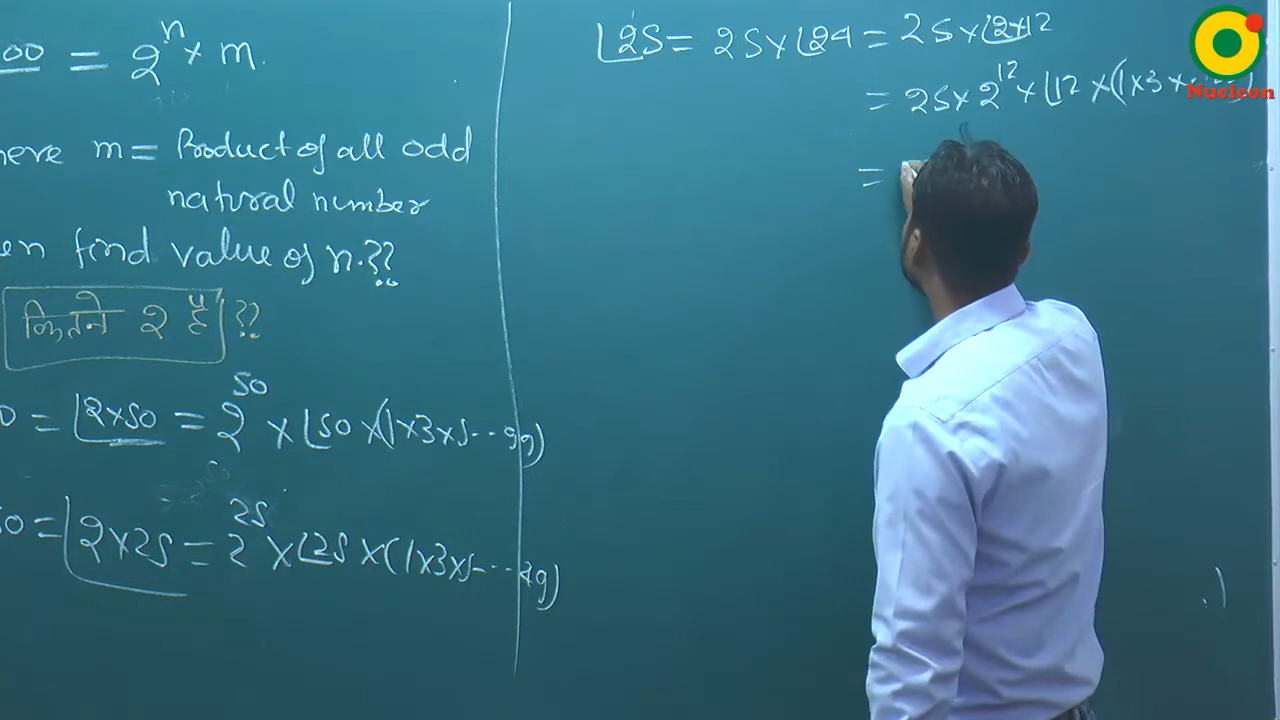 00 = 2ⁿ × m.
here m = Product of all odd
natural number
en find value of n.??
कितने 2 है ??
0 = ⌊2×50 = 2⁵⁰ × ⌊50 × (1×3×5---99)
50 = ⌊2×25 = 2²⁵ × ⌊25 × (1×3×5----49)
⌊25 = 25×⌊24 = 25×⌊2×12
= 25×2¹²×⌊12 ×(1×3×
=
Nucleon